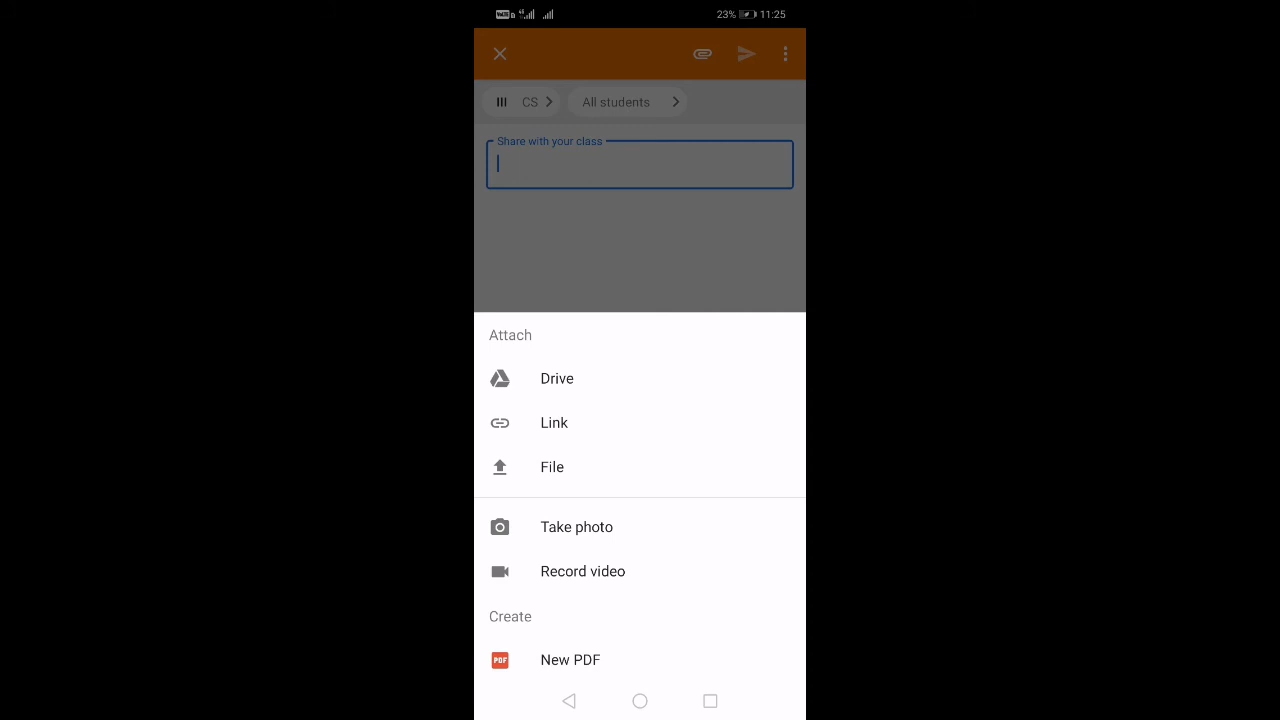 23% 11:25
III CS All students
Share with your class
Attach
Drive
Link
File
Take photo
Record video
Create
PDF New PDF